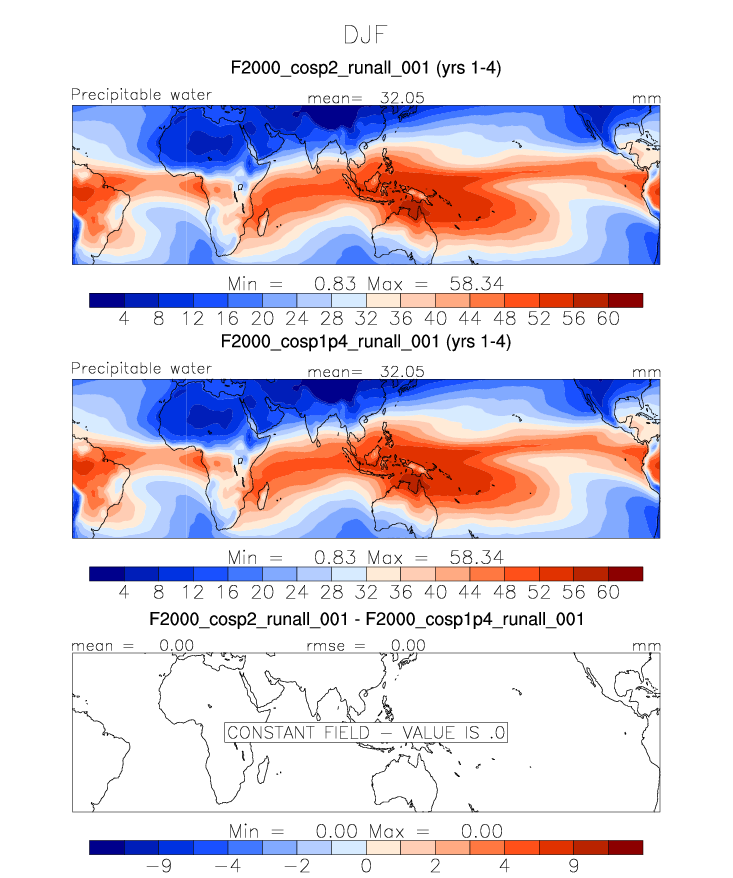 DJF
F2000_cosp2_runall_001 (yrs 1-4)
Precipitable water mean= 32.05 mm
Min = 0.83 Max = 58.34
4 8 12 16 20 24 28 32 36 40 44 48 52 56 60
F2000_cosp1p4_runall_001 (yrs 1-4)
Precipitable water mean= 32.05 mm
Min = 0.83 Max = 58.34
4 8 12 16 20 24 28 32 36 40 44 48 52 56 60
F2000_cosp2_runall_001 - F2000_cosp1p4_runall_001
mean = 0.00 rmse = 0.00 mm
CONSTANT FIELD - VALUE IS .0
Min = 0.00 Max = 0.00
-9 -4 -2 0 2 4 9